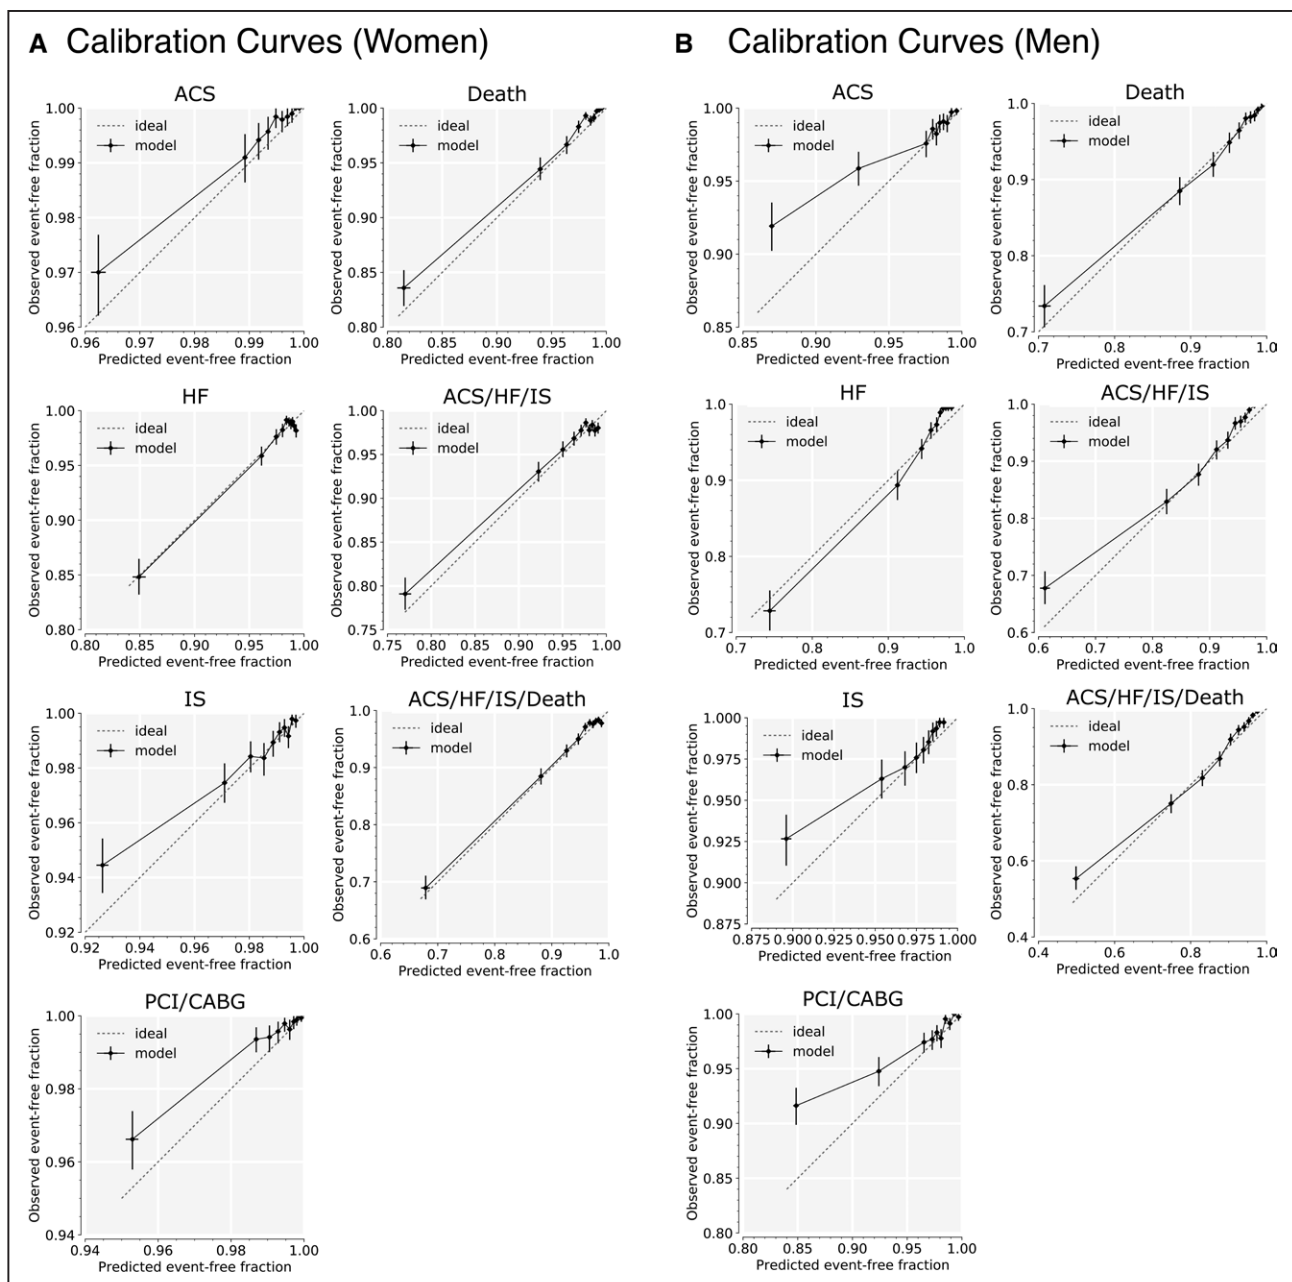 A Calibration Curves (Women)
ACS
ideal
model
Observed event-free fraction
1.00
0.99
0.98
0.97
0.96
0.96 0.97 0.98 0.99 1.00
Predicted event-free fraction
Death
ideal
model
Observed event-free fraction
1.00
0.95
0.90
0.85
0.80
0.80 0.85 0.90 0.95 1.00
Predicted event-free fraction
HF
ideal
model
Observed event-free fraction
1.00
0.95
0.90
0.85
0.80
0.80 0.85 0.90 0.95 1.00
Predicted event-free fraction
ACS/HF/IS
ideal
model
Observed event-free fraction
1.00
0.95
0.90
0.85
0.80
0.75
0.75 0.80 0.85 0.90 0.95 1.00
Predicted event-free fraction
IS
ideal
model
Observed event-free fraction
1.00
0.98
0.96
0.94
0.92
0.92 0.94 0.96 0.98 1.00
Predicted event-free fraction
ACS/HF/IS/Death
ideal
model
Observed event-free fraction
1.0
0.9
0.8
0.7
0.6
0.6 0.7 0.8 0.9 1.0
Predicted event-free fraction
PCI/CABG
ideal
model
Observed event-free fraction
1.00
0.98
0.96
0.94
0.94 0.96 0.98 1.00
Predicted event-free fraction
B Calibration Curves (Men)
ACS
ideal
model
Observed event-free fraction
1.00
0.95
0.90
0.85
0.85 0.90 0.95 1.00
Predicted event-free fraction
Death
ideal
model
Observed event-free fraction
1.0
0.9
0.8
0.7
0.7 0.8 0.9 1.0
Predicted event-free fraction
HF
ideal
model
Observed event-free fraction
1.0
0.9
0.8
0.7
0.7 0.8 0.9 1.0
Predicted event-free fraction
ACS/HF/IS
ideal
model
Observed event-free fraction
1.0
0.9
0.8
0.7
0.6
0.6 0.7 0.8 0.9 1.0
Predicted event-free fraction
IS
ideal
model
Observed event-free fraction
1.000
0.975
0.950
0.925
0.900
0.875
0.875 0.900 0.925 0.950 0.975 1.000
Predicted event-free fraction
ACS/HF/IS/Death
ideal
model
Observed event-free fraction
1.0
0.8
0.6
0.4
0.4 0.6 0.8 1.0
Predicted event-free fraction
PCI/CABG
ideal
model
Observed event-free fraction
1.00
0.95
0.90
0.85
0.80
0.80 0.85 0.90 0.95 1.00
Predicted event-free fraction